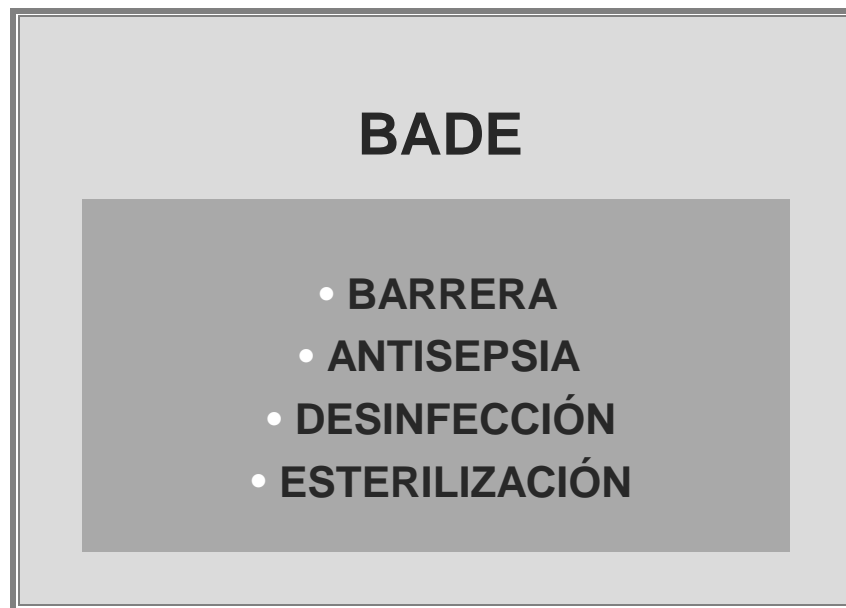 BADE
• BARRERA
• ANTISEPSIA
• DESINFECCIÓN
• ESTERILIZACIÓN